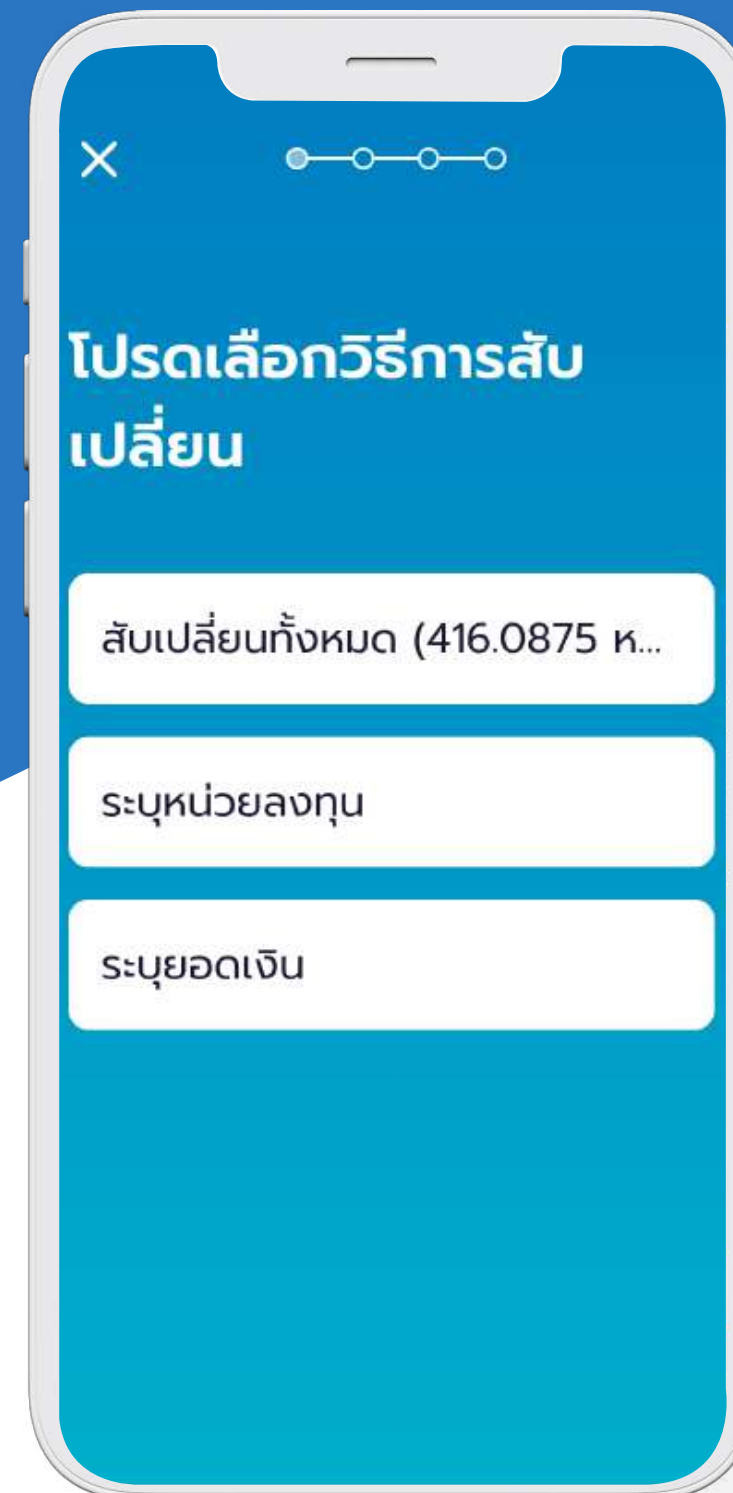 โปรดเลือกวิธีการสับ
เปลี่ยน
สับเปลี่ยนทั้งหมด (416.0875 ห...
ระบุหน่วยลงทุน
ระบุยอดเงิน